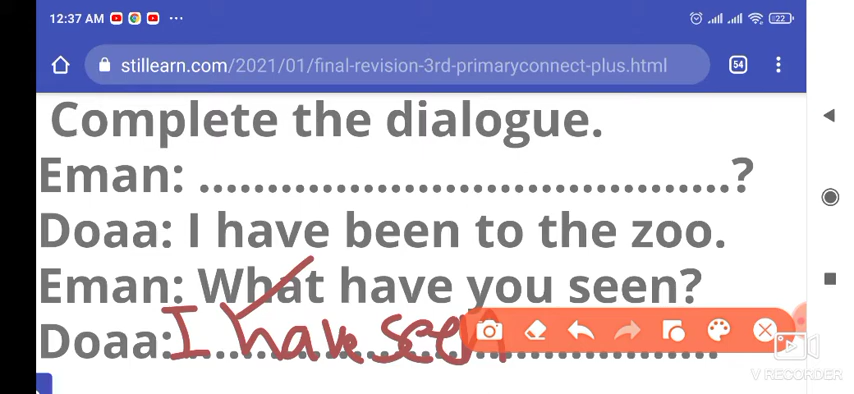 12:37 AM
22
stillearn.com/2021/01/final-revision-3rd-primaryconnect-plus.html
54
Complete the dialogue.
Eman: ......................................?
Doaa: I have been to the zoo.
Eman: What have you seen?
Doaa: I have seen
V RECORDER